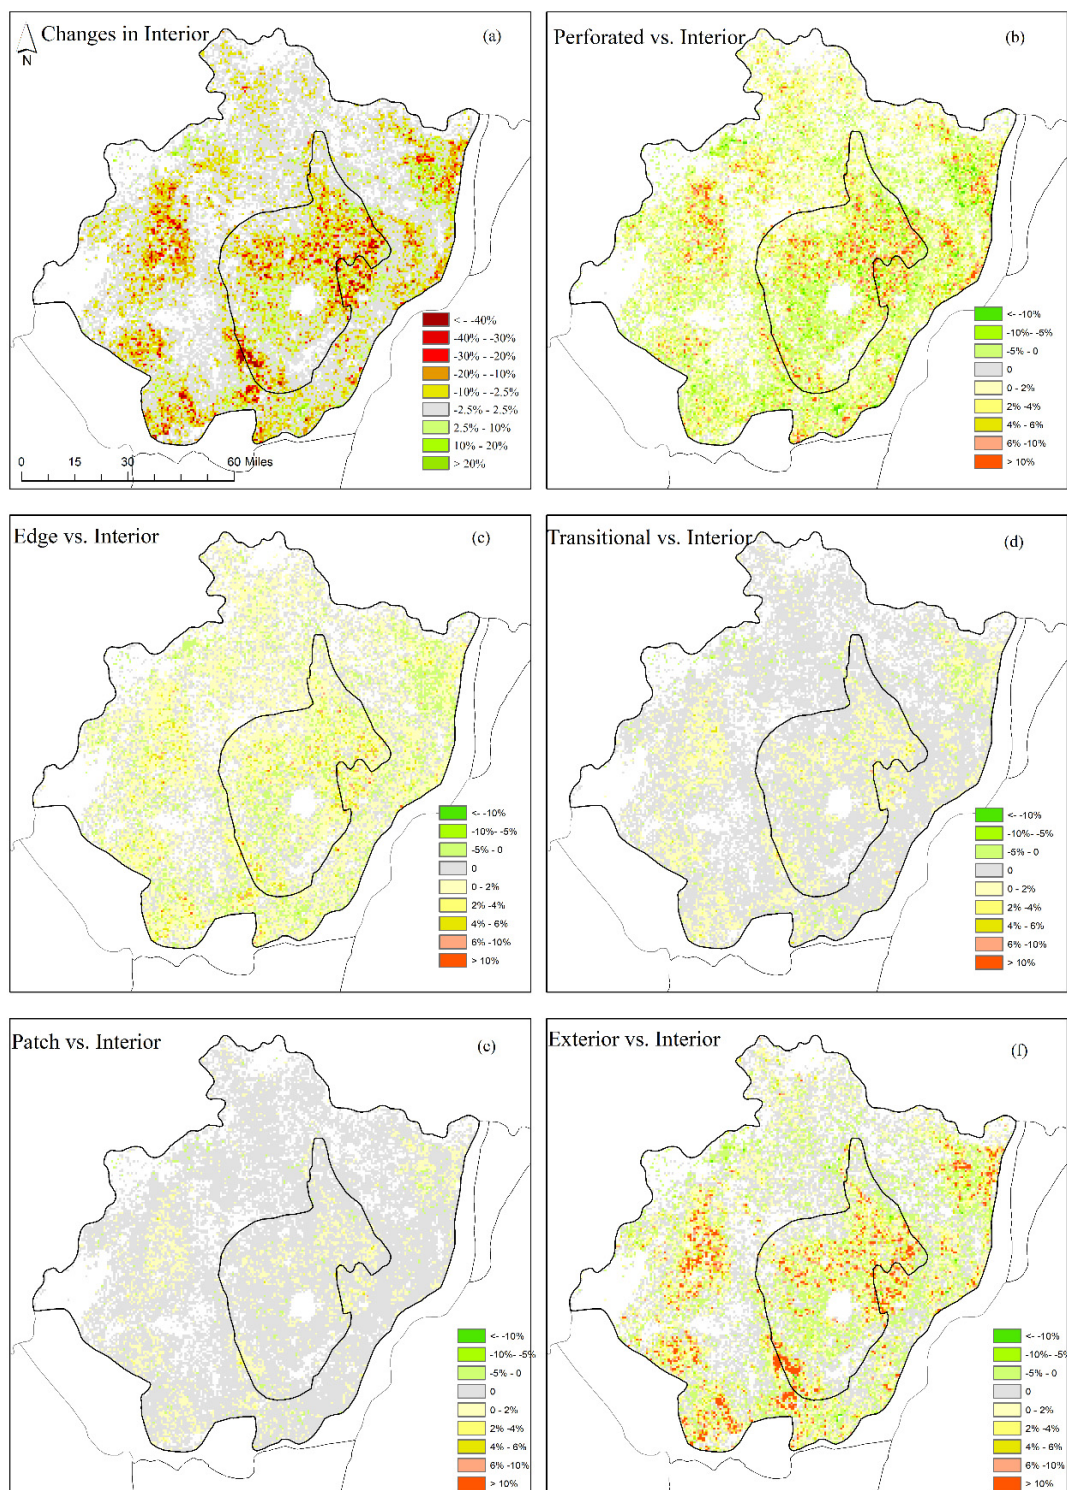 Changes in Interior
(a)
N
< - -40%
-40% - -30%
-30% - -20%
-20% - -10%
-10% - -2.5%
-2.5% - 2.5%
2.5% - 10%
10% - 20%
> 20%
0 15 30 60 Miles
Perforated vs. Interior
(b)
<- -10%
-10%- -5%
-5% - 0
0
0 - 2%
2% -4%
4% - 6%
6% -10%
> 10%
Edge vs. Interior
(c)
<- -10%
-10%- -5%
-5% - 0
0
0 - 2%
2% -4%
4% - 6%
6% -10%
> 10%
Transitional vs. Interior
(d)
<- -10%
-10%- -5%
-5% - 0
0
0 - 2%
2% -4%
4% - 6%
6% -10%
> 10%
Patch vs. Interior
(e)
<- -10%
-10%- -5%
-5% - 0
0
0 - 2%
2% -4%
4% - 6%
6% -10%
> 10%
Exterior vs. Interior
(f)
<- -10%
-10%- -5%
-5% - 0
0
0 - 2%
2% -4%
4% - 6%
6% -10%
> 10%